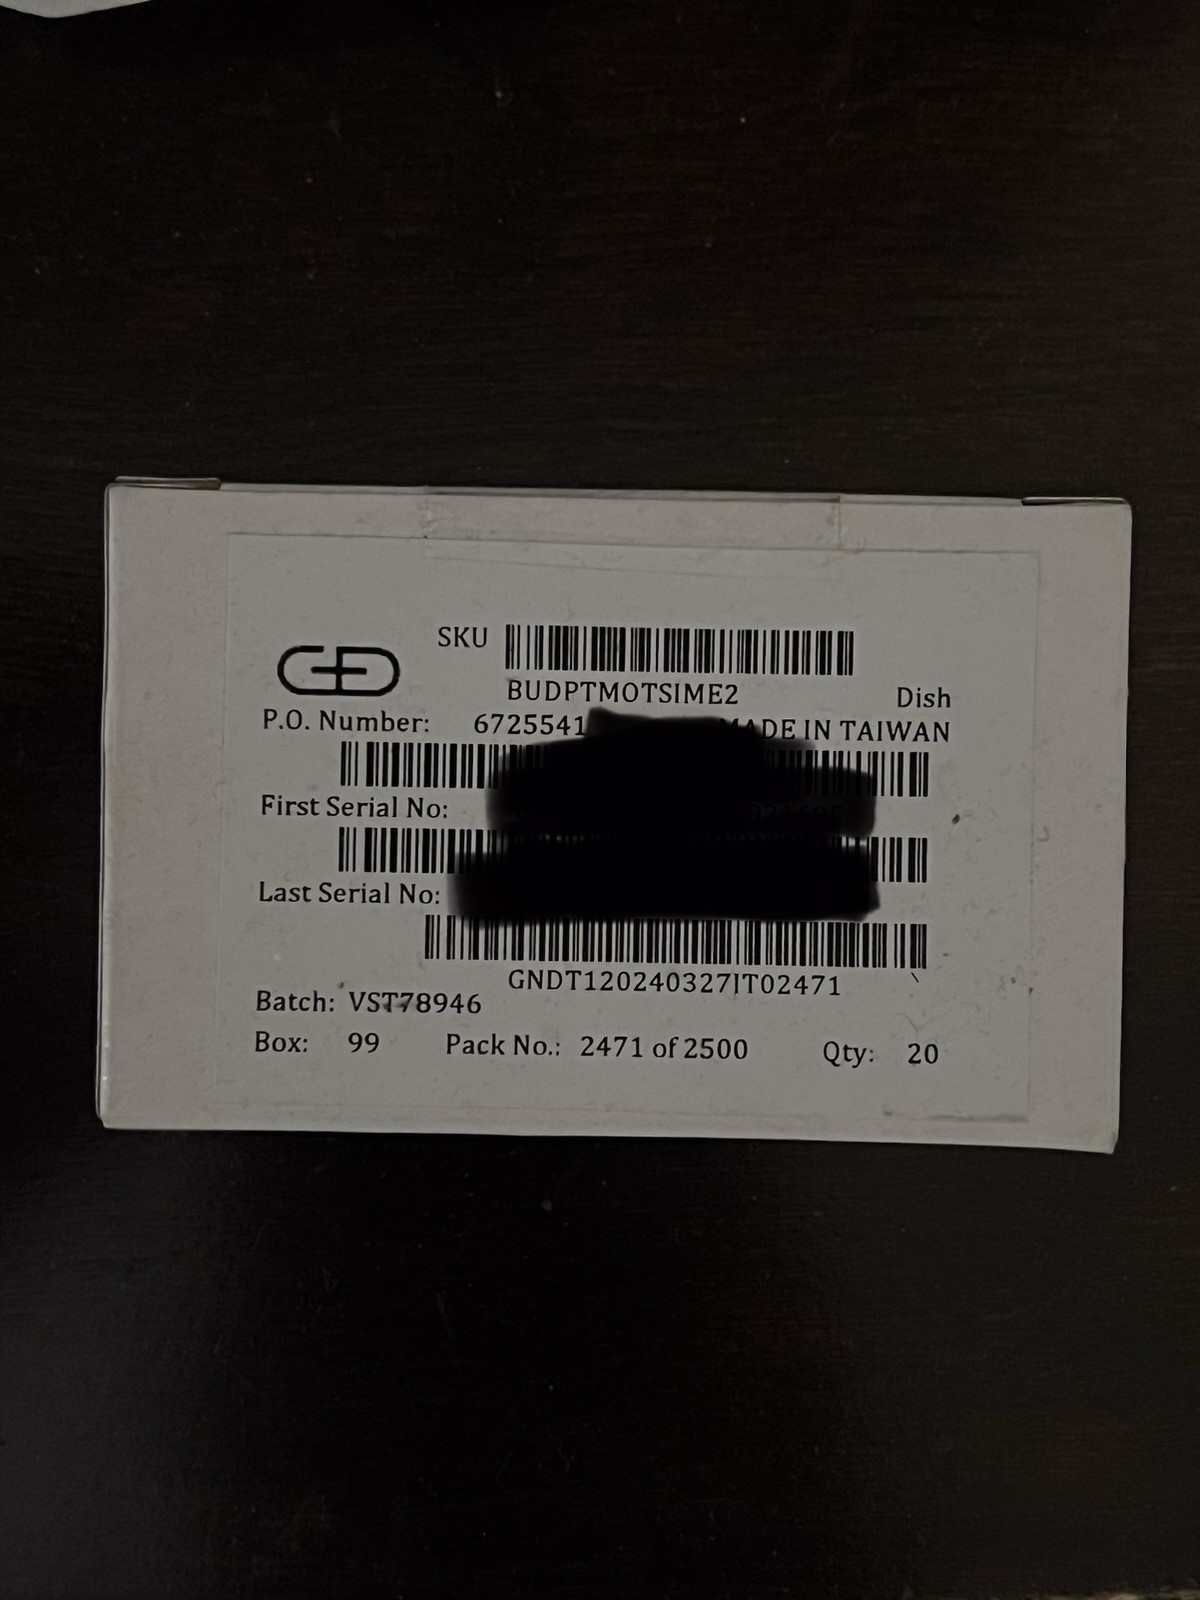 SKU
BUDPTMOTSIME2
Dish
P.O. Number: 6725541 MADE IN TAIWAN
First Serial No:
Last Serial No:
GNDT120240327JT02471
Batch: VST78946
Box: 99 Pack No.: 2471 of 2500 Qty: 20